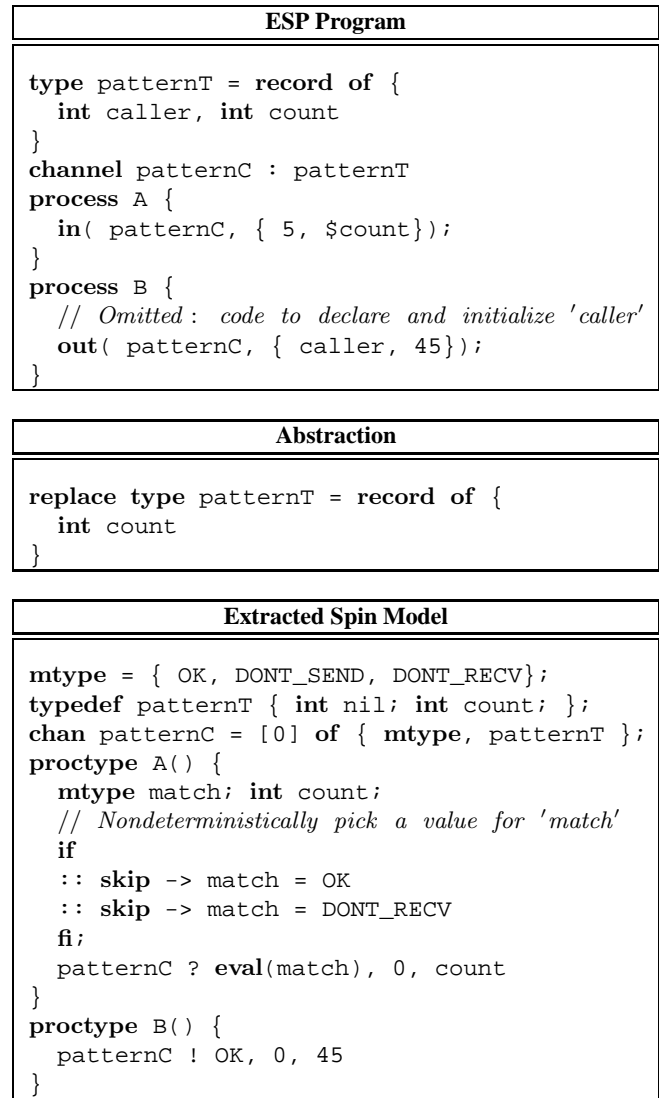 ESP Program
type patternT = record of {
int caller, int count
}
channel patternC : patternT
process A {
in( patternC, { 5, $count});
}
process B {
// Omitted : code to declare and initialize ′caller′
out( patternC, { caller, 45});
}
Abstraction
replace type patternT = record of {
int count
}
Extracted Spin Model
mtype = { OK, DONT_SEND, DONT_RECV};
typedef patternT { int nil; int count; };
chan patternC = [0] of { mtype, patternT };
proctype A() {
mtype match; int count;
// Nondeterministically pick a value for ′match′
if
:: skip -> match = OK
:: skip -> match = DONT_RECV
fi;
patternC ? eval(match), 0, count
}
proctype B() {
patternC ! OK, 0, 45
}